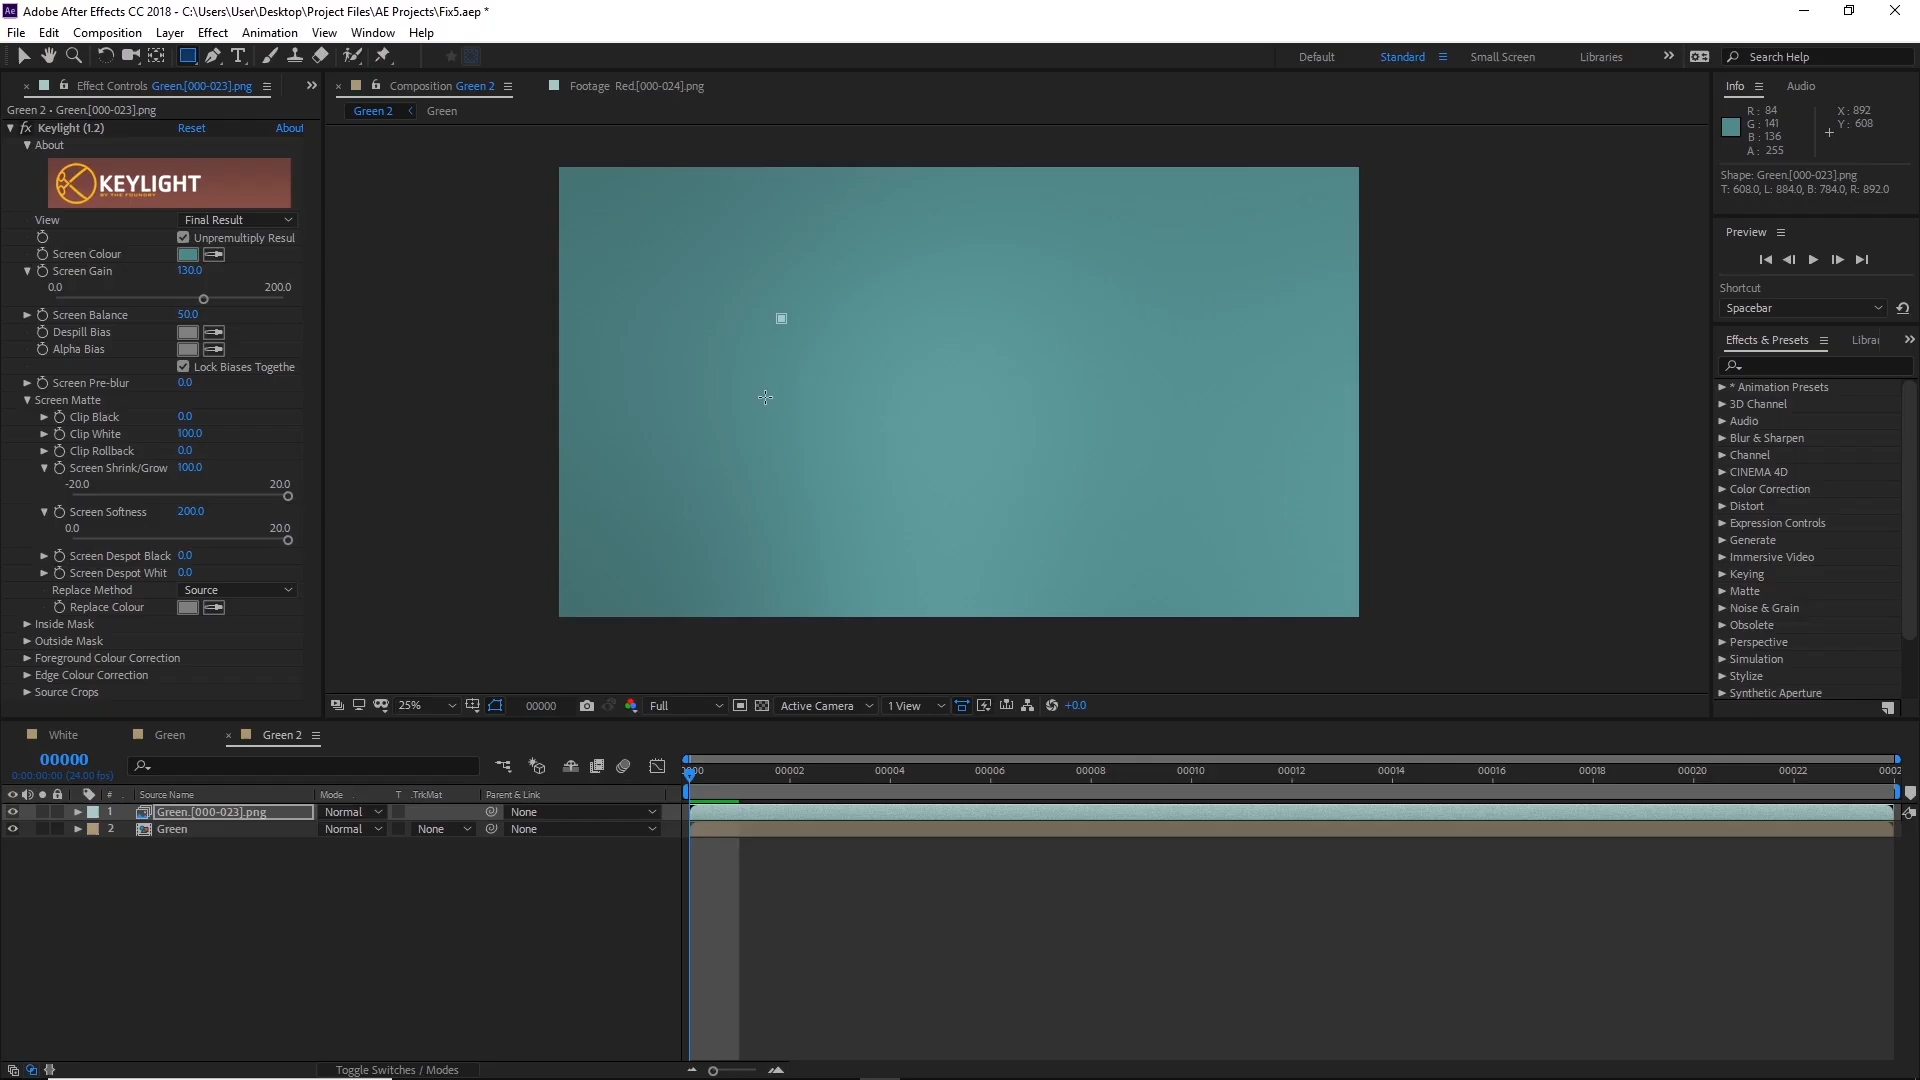 Adobe After Effects CC 2018 - C:\Users\User\Desktop\Project Files\AE Projects\Fix5.aep *
File Edit Composition Layer Effect Animation View Window Help
Default Standard Small Screen Libraries Search Help
Effect Controls Green.[000-023].png
Green 2 • Green.[000-023].png
fx Keylight (1.2) Reset About
About
KEYLIGHT
BY THE FOUNDRY
View Final Result
Unpremultiply Resul
Screen Colour
Screen Gain 130.0
0.0 200.0
Screen Balance 50.0
Despill Bias
Alpha Bias
Lock Biases Togethe
Screen Pre-blur 0.0
Screen Matte
Clip Black 0.0
Clip White 100.0
Clip Rollback 0.0
Screen Shrink/Grow 100.0
-20.0 20.0
Screen Softness 200.0
0.0 20.0
Screen Despot Black 0.0
Screen Despot Whit 0.0
Replace Method Source
Replace Colour
Inside Mask
Outside Mask
Foreground Colour Correction
Edge Colour Correction
Source Crops
Composition Green 2 Footage Red.[000-024].png
Green 2 Green
25% 00000 Full Active Camera 1 View +0.0
Info Audio
R: 84 X: 892
G: 141 Y: 608
B: 136
A: 255
Shape: Green.[000-023].png
T: 608.0, L: 884.0, B: 784.0, R: 892.0
Preview
Shortcut
Spacebar
Effects & Presets Librar
* Animation Presets
3D Channel
Audio
Blur & Sharpen
Channel
CINEMA 4D
Color Correction
Distort
Expression Controls
Generate
Immersive Video
Keying
Matte
Noise & Grain
Obsolete
Perspective
Simulation
Stylize
Synthetic Aperture
White Green Green 2
00000
0:00:00:00 (24.00 fps)
00002 00004 00006 00008 00010 00012 00014 00016 00018 00020 00022
# Source Name Mode T .TrkMat Parent & Link
1 Green.[000-023].png Normal None
2 Green Normal None None
Toggle Switches / Modes